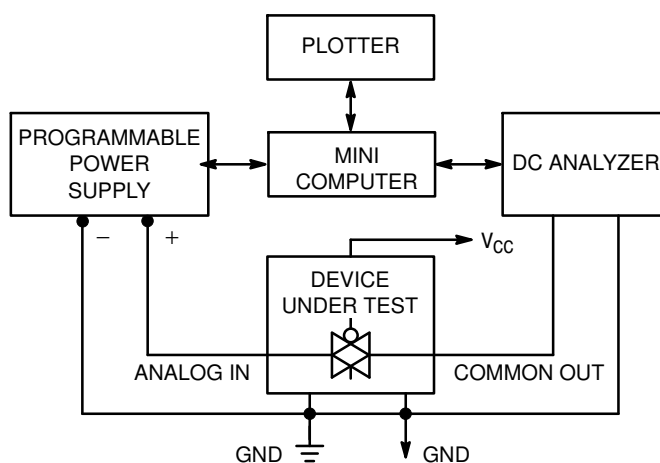 PLOTTER
PROGRAMMABLE
POWER
SUPPLY
MINI
COMPUTER
DC ANALYZER
− +
VCC
DEVICE
UNDER TEST
ANALOG IN
COMMON OUT
GND
GND